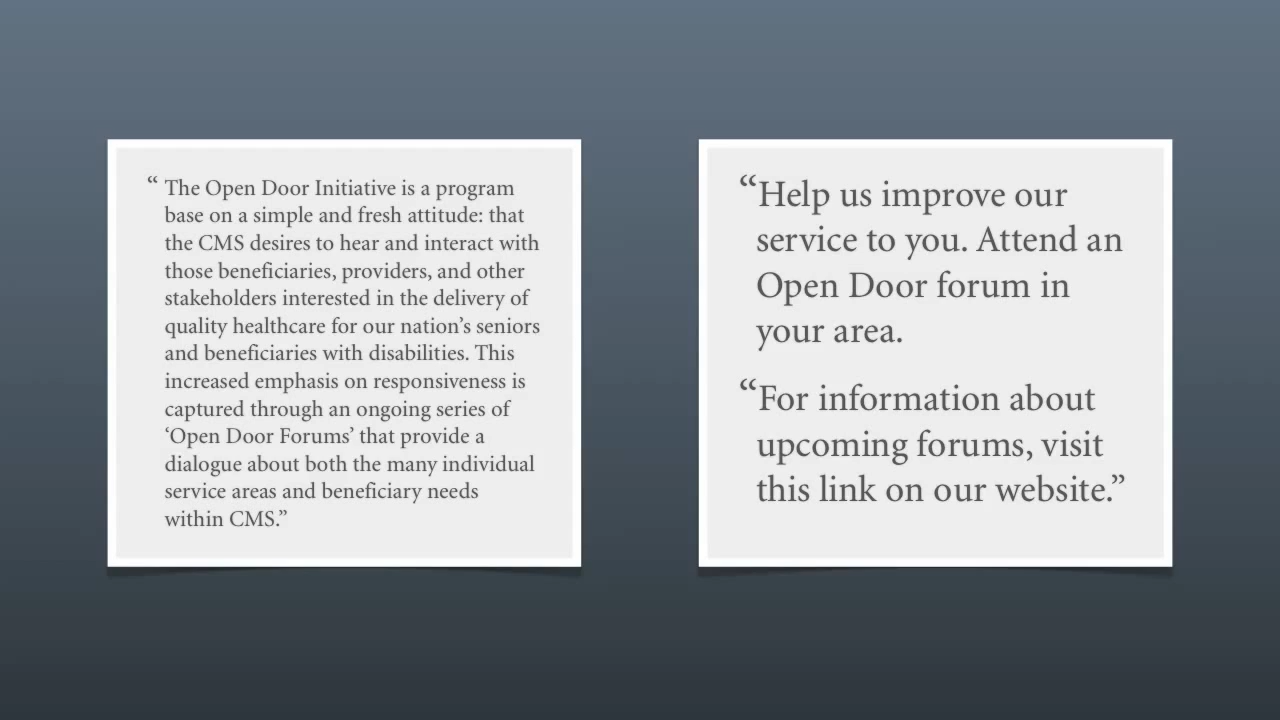 “ The Open Door Initiative is a program
base on a simple and fresh attitude: that
the CMS desires to hear and interact with
those beneficiaries, providers, and other
stakeholders interested in the delivery of
quality healthcare for our nation’s seniors
and beneficiaries with disabilities. This
increased emphasis on responsiveness is
captured through an ongoing series of
‘Open Door Forums’ that provide a
dialogue about both the many individual
service areas and beneficiary needs
within CMS.”
“Help us improve our
service to you. Attend an
Open Door forum in
your area.
“For information about
upcoming forums, visit
this link on our website.”